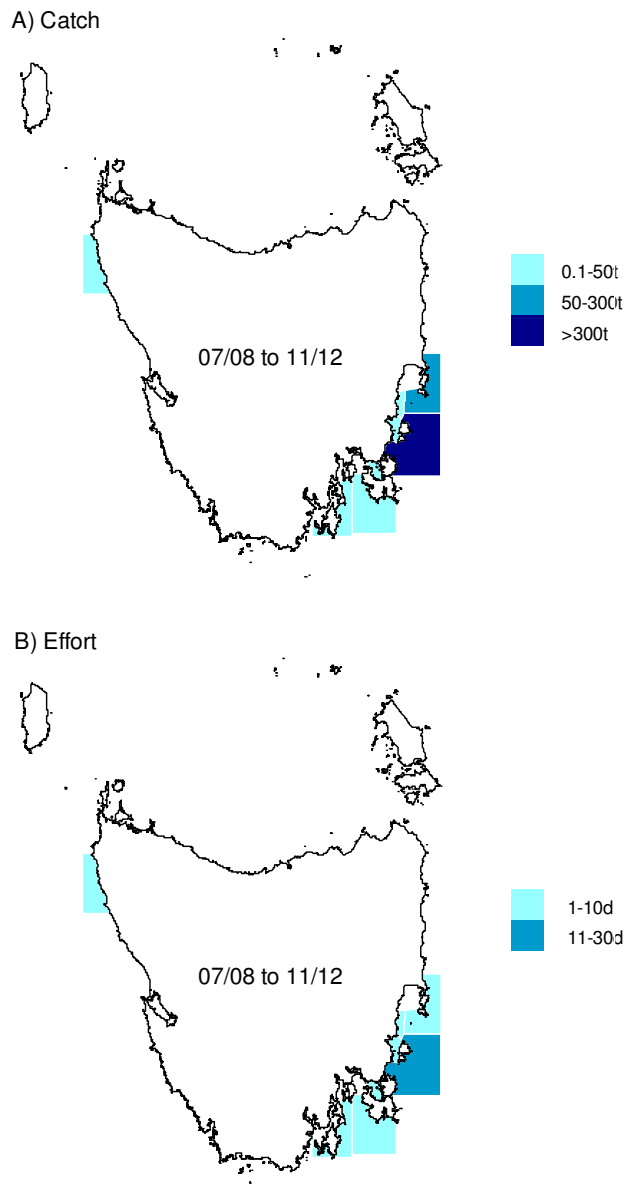 A) Catch
0.1-50t
50-300t
>300t
07/08 to 11/12
B) Effort
1-10d
11-30d
07/08 to 11/12